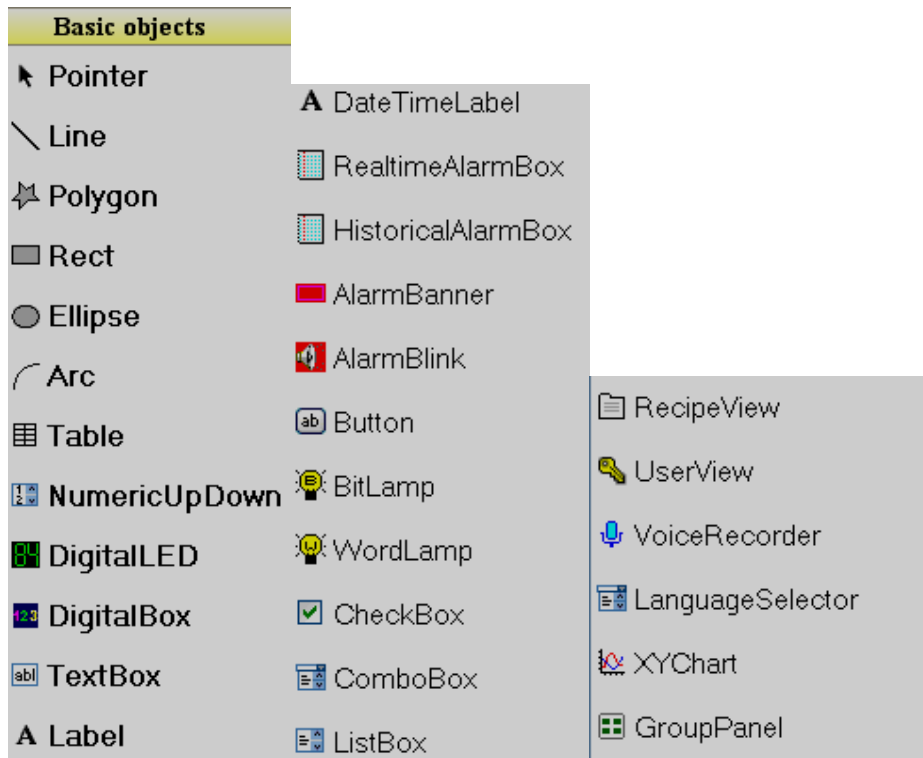 Basic objects
Pointer
Line
Polygon
Rect
Ellipse
Arc
Table
NumericUpDown
DigitalLED
DigitalBox
TextBox
Label
DateTimeLabel
RealtimeAlarmBox
HistoricalAlarmBox
AlarmBanner
AlarmBlink
Button
BitLamp
WordLamp
CheckBox
ComboBox
ListBox
RecipeView
UserView
VoiceRecorder
LanguageSelector
XYChart
GroupPanel